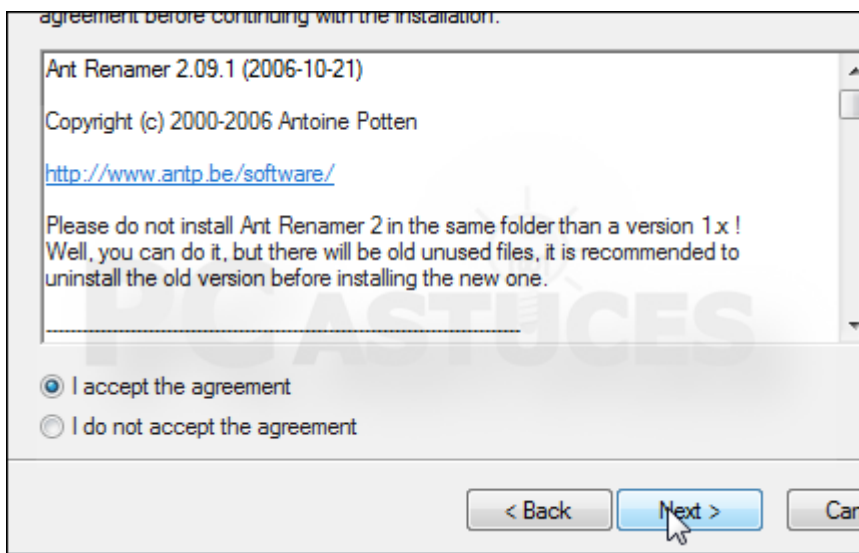 agreement before continuing with the installation.
Ant Renamer 2.09.1 (2006-10-21)
Copyright (c) 2000-2006 Antoine Potten
http://www.antp.be/software/
Please do not install Ant Renamer 2 in the same folder than a version 1.x !
Well, you can do it, but there will be old unused files, it is recommended to
uninstall the old version before installing the new one.
PC ASTUCES
I accept the agreement
I do not accept the agreement
< Back Next >